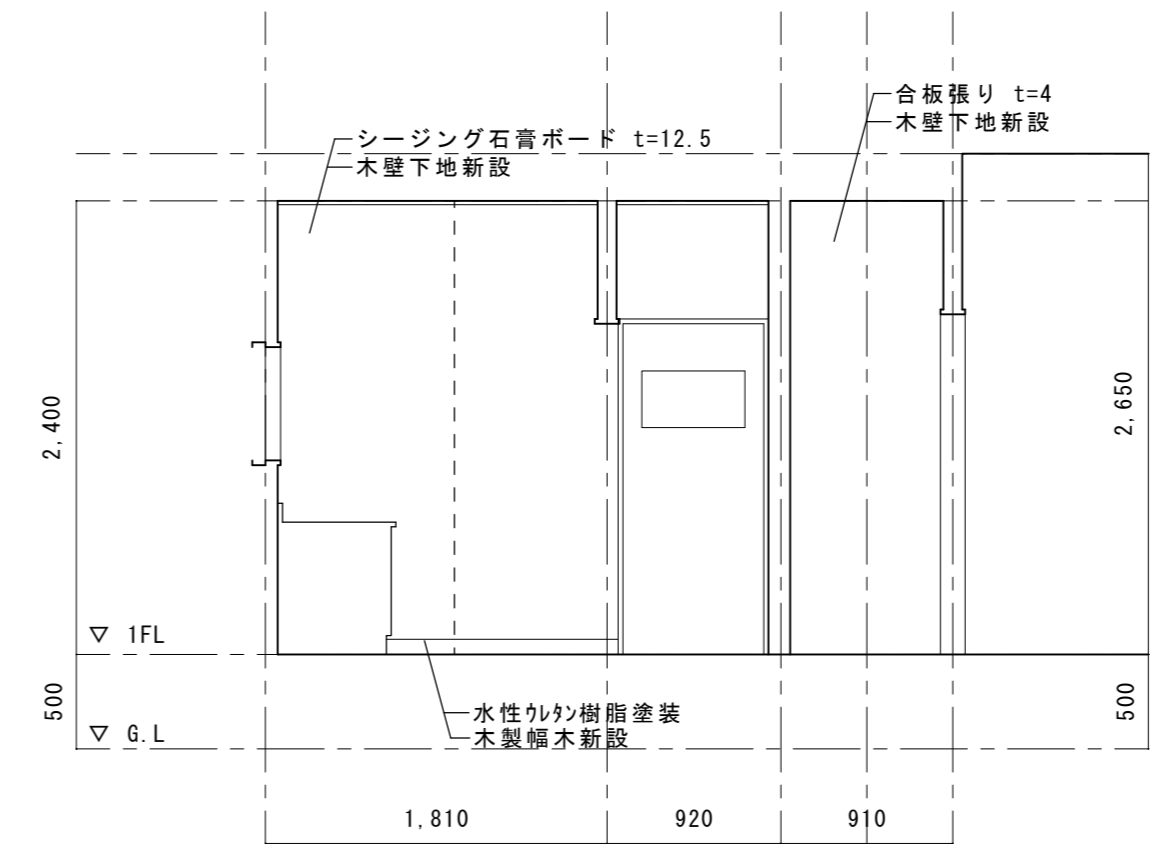 合板張り t=4
木壁下地新設
シージング石膏ボード t=12.5
木壁下地新設
2,400
2,650
▽ 1FL
500
500
水性ｳﾚﾀﾝ樹脂塗装
▽ G.L
木製幅木新設
1,810
920
910